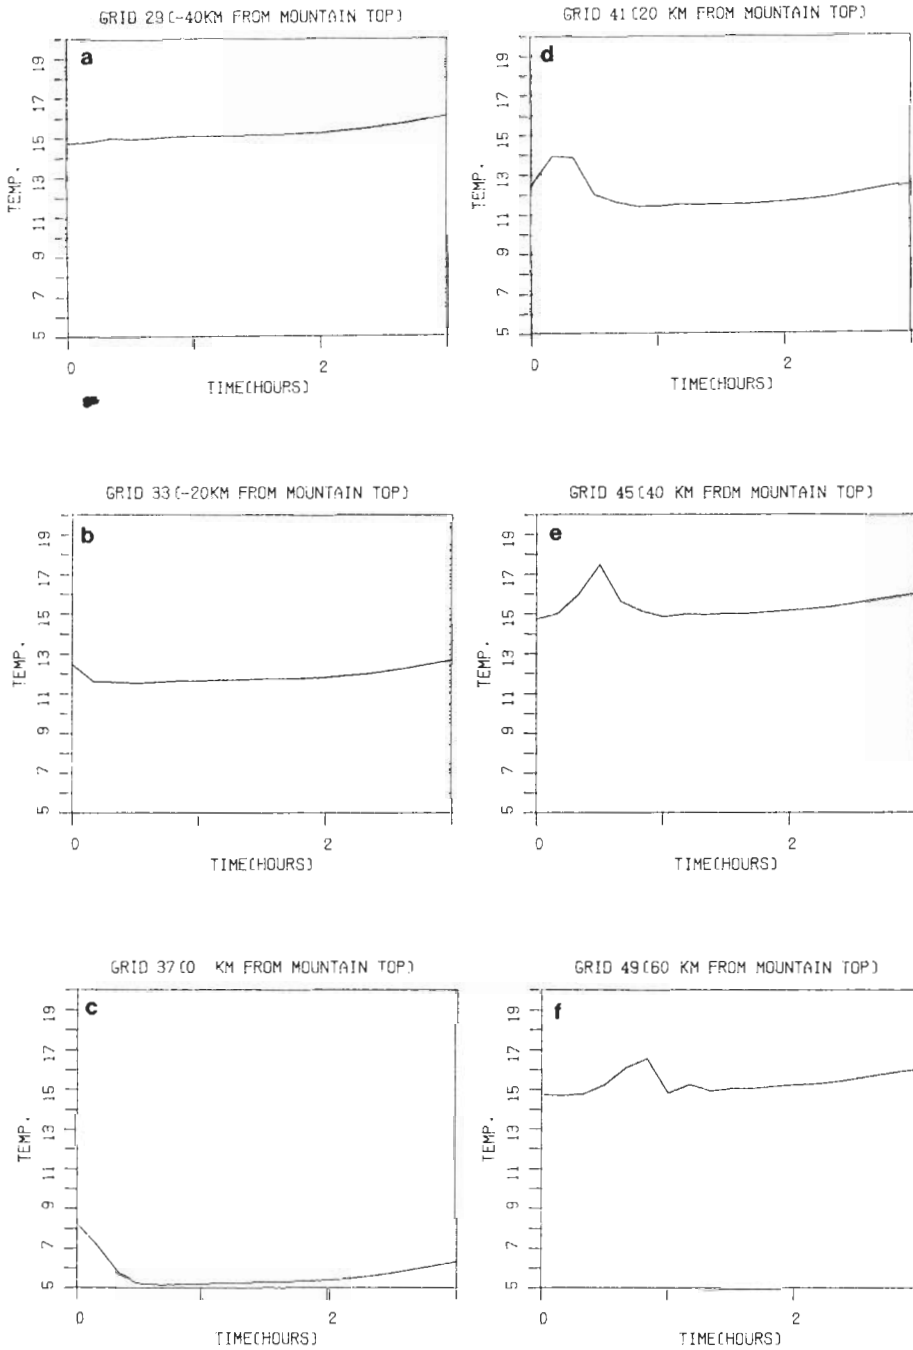 GRID 29 (-40KM FROM MOUNTAIN TOP)
a
19
17
15
13
11
9
7
5
TEMP.
0
2
TIME(HOURS)
GRID 33 (-20KM FROM MOUNTAIN TOP)
b
19
17
15
13
11
9
7
5
TEMP.
0
2
TIME(HOURS)
GRID 37 (0 KM FROM MOUNTAIN TOP)
c
19
17
15
13
11
9
7
5
TEMP.
0
2
TIME(HOURS)
GRID 41 (20 KM FROM MOUNTAIN TOP)
d
19
17
15
13
11
9
7
5
TEMP.
0
2
TIME(HOURS)
GRID 45 (40 KM FROM MOUNTAIN TOP)
e
19
17
15
13
11
9
7
5
TEMP.
0
2
TIME(HOURS)
GRID 49 (60 KM FROM MOUNTAIN TOP)
f
19
17
15
13
11
9
7
5
TEMP.
0
2
TIME(HOURS)